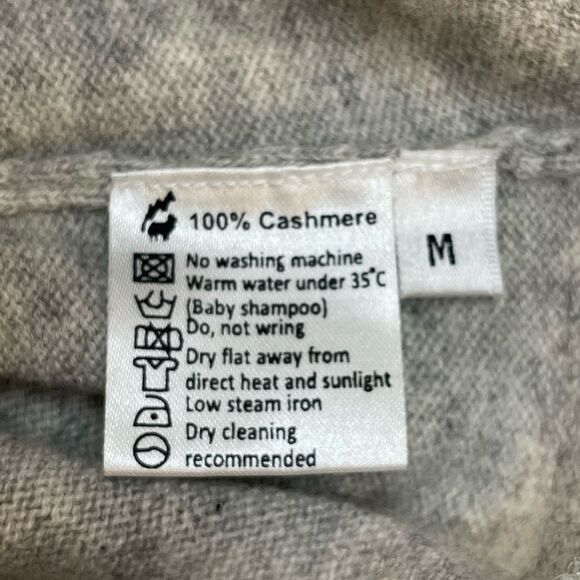 100% Cashmere
M
No washing machine
Warm water under 35°C
(Baby shampoo)
Do, not wring
Dry flat away from
direct heat and sunlight
Low steam iron
Dry cleaning
recommended